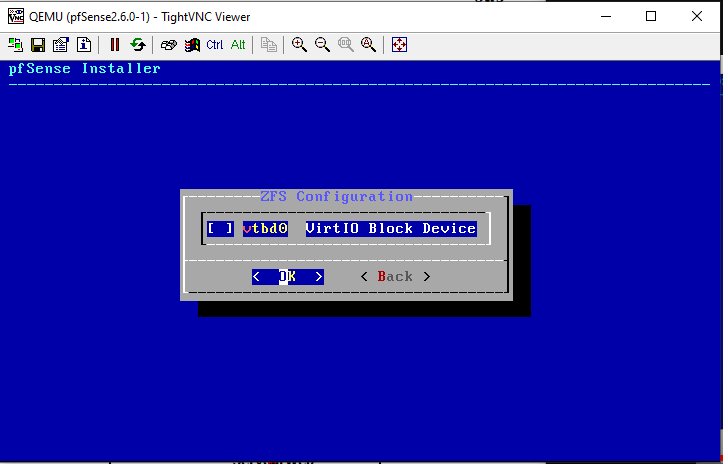 QEMU (pfSense2.6.0-1) - TightVNC Viewer
Ctrl Alt
pfSense Installer
ZFS Configuration
[ ] vtbd0 VirtIO Block Device
< OK > < Back >